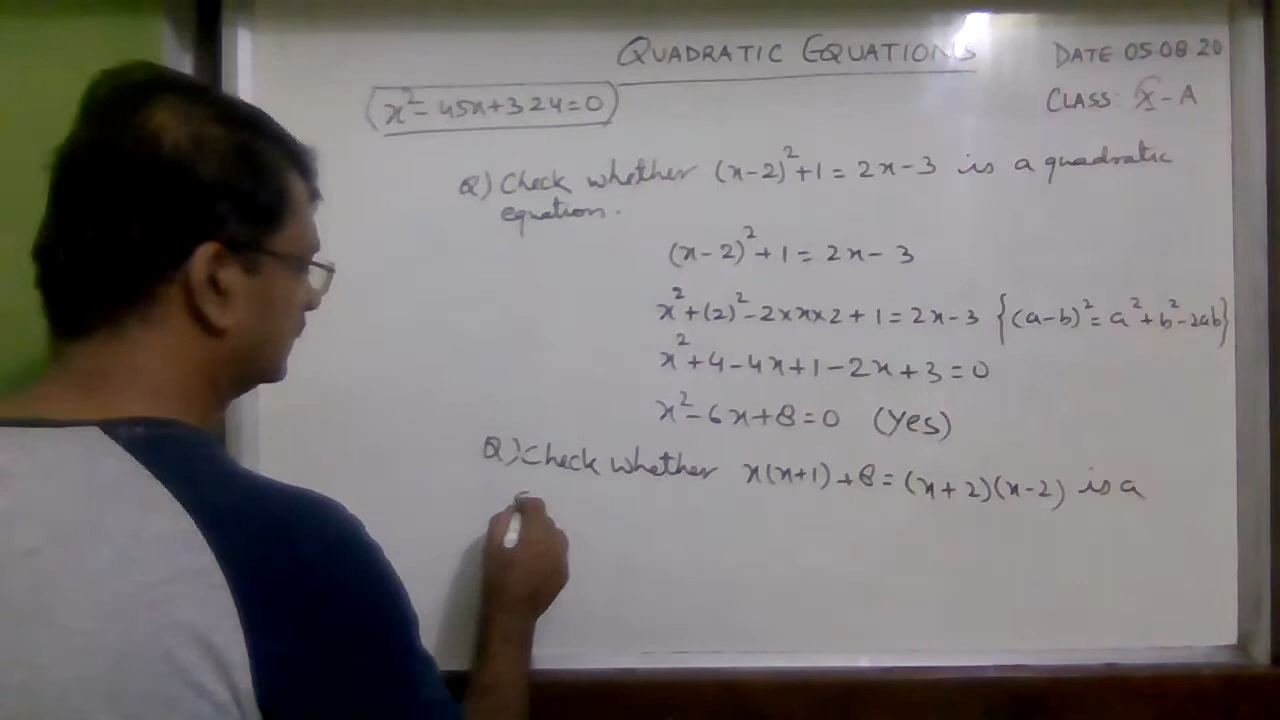 QUADRATIC EQUATIONS
DATE 05 08 20
CLASS: X-A
x²-45x+324=0
Q) Check whether (x-2)²+1=2x-3 is a quadratic
equation.
(x-2)²+1=2x-3
x²+(2)²-2×x×2+1=2x-3 {(a-b)²=a²+b²-2ab}
x²+4-4x+1-2x+3=0
x²-6x+8=0 (Yes)
Q) Check whether x(x+1)+8=(x+2)(x-2) is a